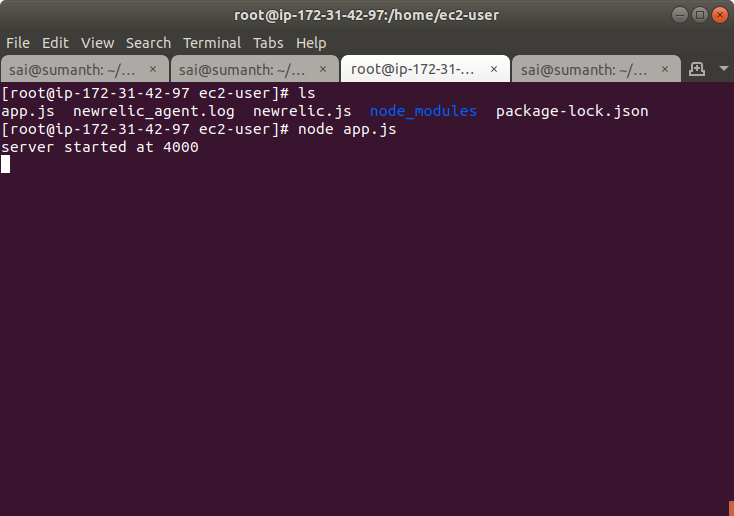 root@ip-172-31-42-97:/home/ec2-user
File Edit View Search Terminal Tabs Help
sai@sumanth: ~/... × sai@sumanth: ~/... × root@ip-172-31-... × sai@sumanth: ~/... ×
[root@ip-172-31-42-97 ec2-user]# ls
app.js newrelic_agent.log newrelic.js node_modules package-lock.json
[root@ip-172-31-42-97 ec2-user]# node app.js
server started at 4000